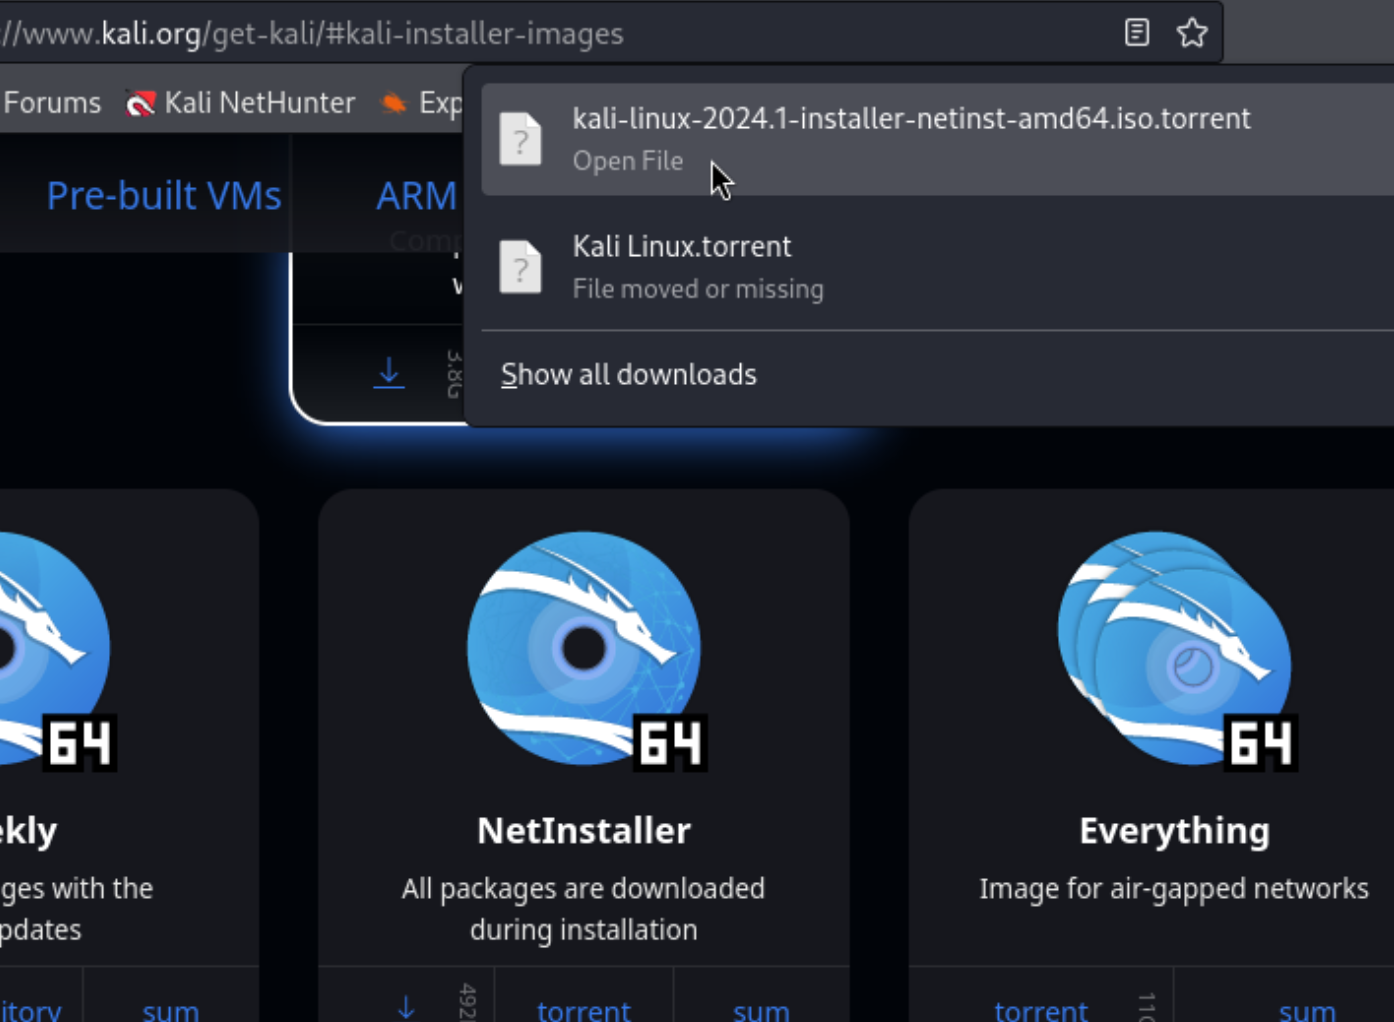 //www.kali.org/get-kali/#kali-installer-images
Forums Kali NetHunter Exp
kali-linux-2024.1-installer-netinst-amd64.iso.torrent
Open File
Pre-built VMs ARM
Kali Linux.torrent
File moved or missing
3.8G
Show all downloads
64 64 64
ekly
NetInstaller
Everything
ges with the
pdates
All packages are downloaded
during installation
Image for air-gapped networks
itory sum
492 torrent sum
torrent 11G sum